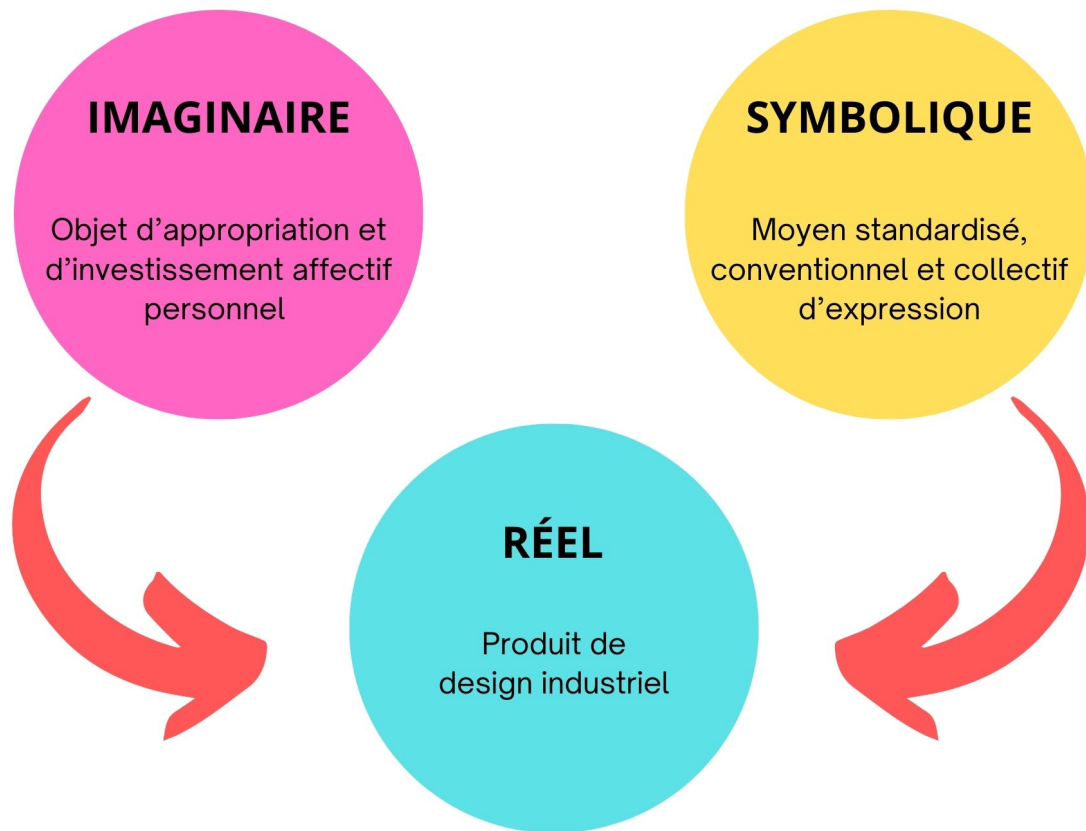 IMAGINAIRE
Objet d’appropriation et
d’investissement affectif
personnel
SYMBOLIQUE
Moyen standardisé,
conventionnel et collectif
d’expression
RÉEL
Produit de
design industriel